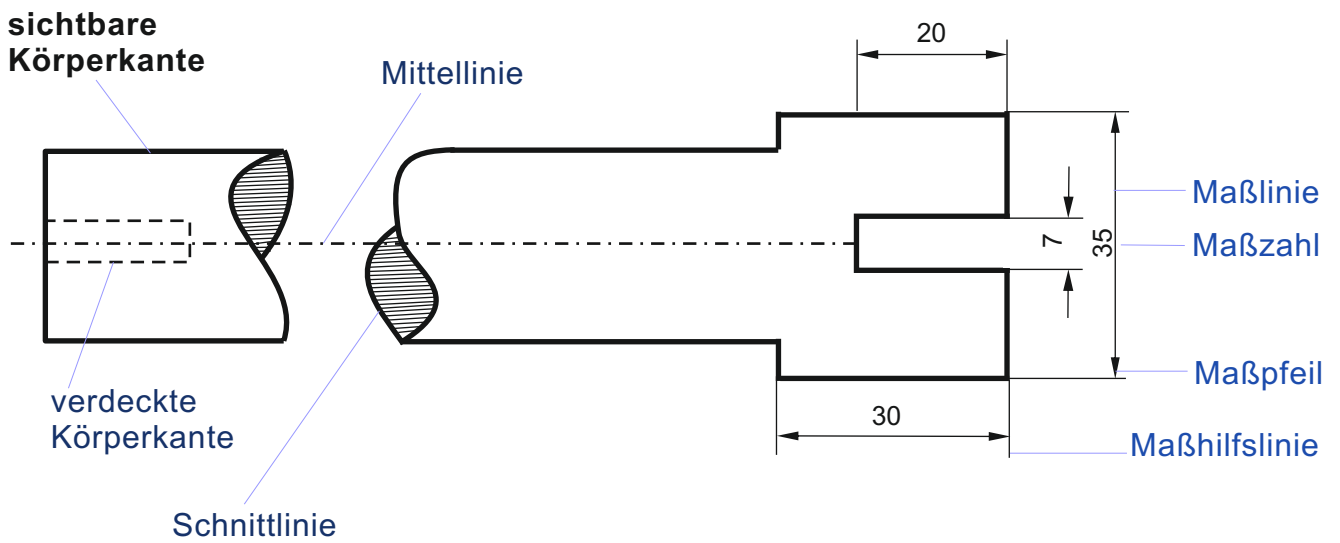 sichtbare
Körperkante
Mittellinie
20
Maßlinie
7
35
Maßzahl
Maßpfeil
verdeckte
Körperkante
30
Maßhilfslinie
Schnittlinie